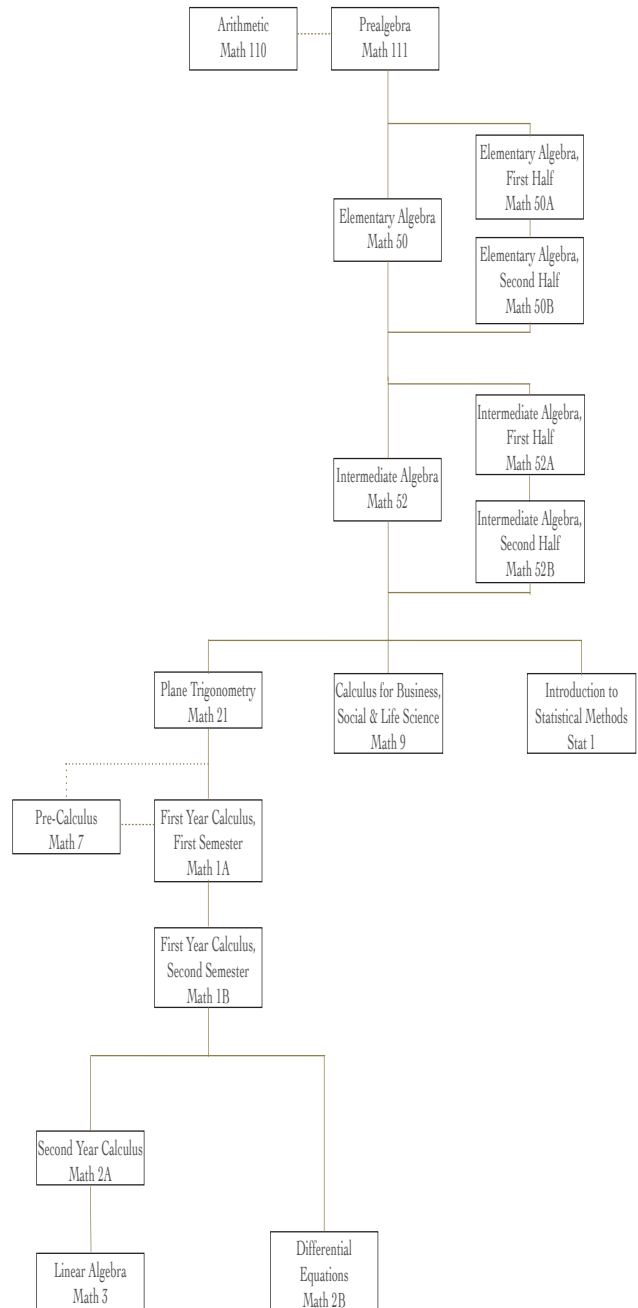 Arithmetic
Math 110
Prealgebra
Math 111
Elementary Algebra,
First Half
Math 50A
Elementary Algebra
Math 50
Elementary Algebra,
Second Half
Math 50B
Intermediate Algebra,
First Half
Math 52A
Intermediate Algebra
Math 52
Intermediate Algebra,
Second Half
Math 52B
Plane Trigonometry
Math 21
Calculus for Business,
Social & Life Science
Math 9
Introduction to
Statistical Methods
Stat 1
Pre-Calculus
Math 7
First Year Calculus,
First Semester
Math 1A
First Year Calculus,
Second Semester
Math 1B
Second Year Calculus
Math 2A
Linear Algebra
Math 3
Differential
Equations
Math 2B